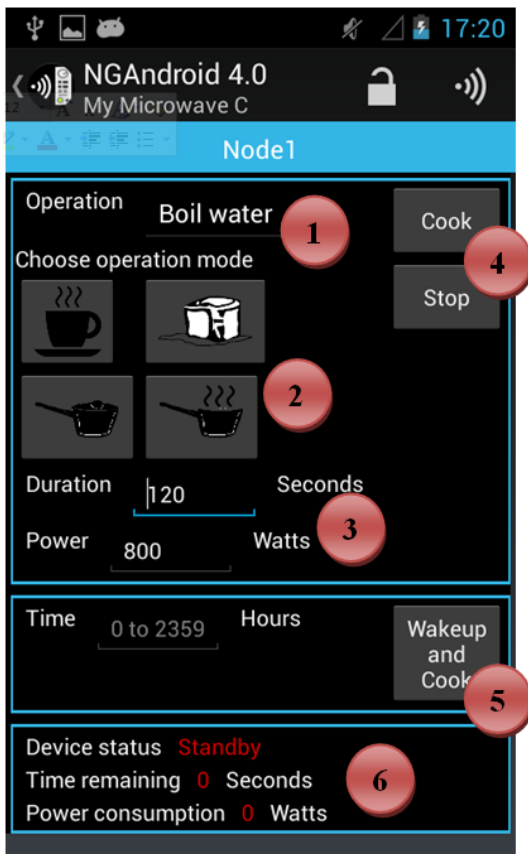 17:20
NGAndroid 4.0
My Microwave C
Node1
Operation Boil water 1 Cook
Choose operation mode
4
Stop
2
Duration 120 Seconds
3
Power 800 Watts
Time 0 to 2359 Hours
Wakeup
and
Cook
5
Device status Standby
Time remaining 0 Seconds
6
Power consumption 0 Watts